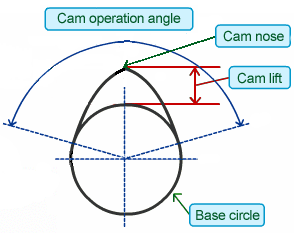 Cam operation angle
Cam nose
Cam lift
Base circle